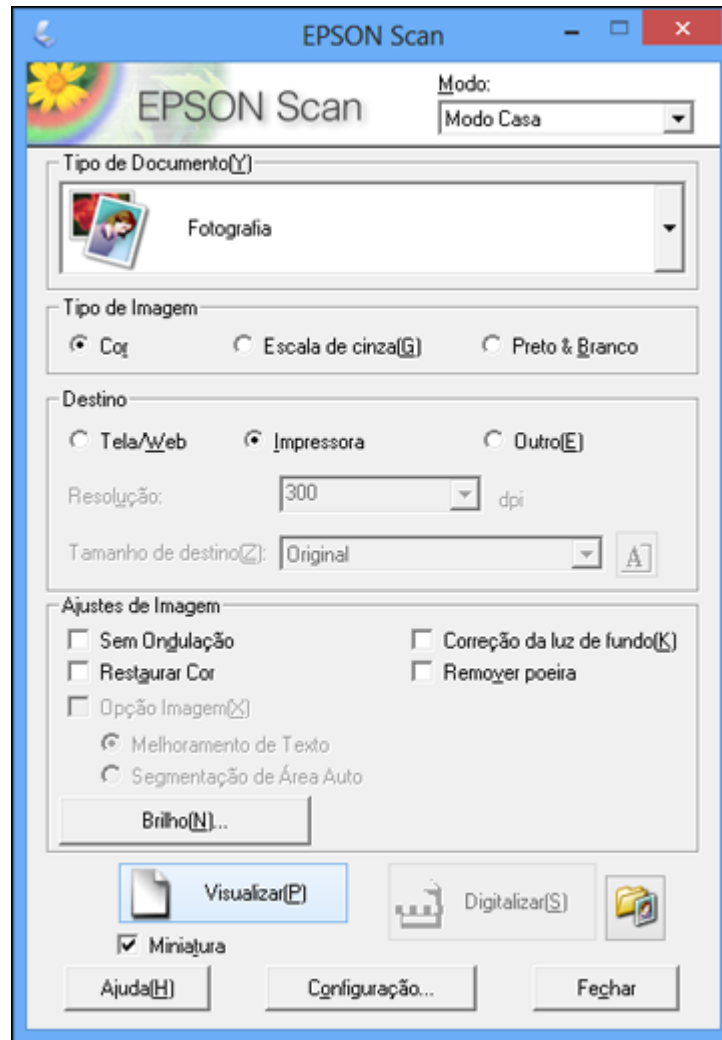 EPSON Scan
EPSON Scan
Modo:
Modo Casa
Tipo de Documento(Y)
Fotografia
Tipo de Imagem
Cor
Escala de cinza(G)
Preto & Branco
Destino
Tela/Web
Impressora
Outro(E)
Resolução:
300
dpi
Tamanho de destino(Z):
Original
A
Ajustes de Imagem
Sem Ondulação
Correção da luz de fundo(K)
Restaurar Cor
Remover poeira
Opção Imagem(X)
Melhoramento de Texto
Segmentação de Área Auto
Brilho(N)...
Visualizar(P)
Digitalizar(S)
Miniatura
Ajuda(H)
Configuração...
Fechar